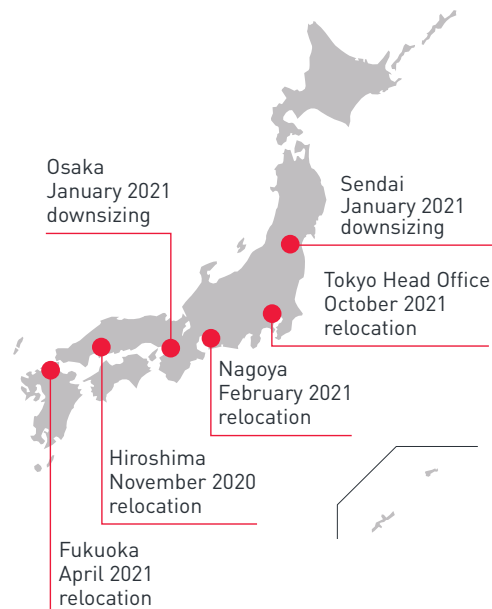 Osaka
January 2021
downsizing
Sendai
January 2021
downsizing
Tokyo Head Office
October 2021
relocation
Nagoya
February 2021
relocation
Hiroshima
November 2020
relocation
Fukuoka
April 2021
relocation